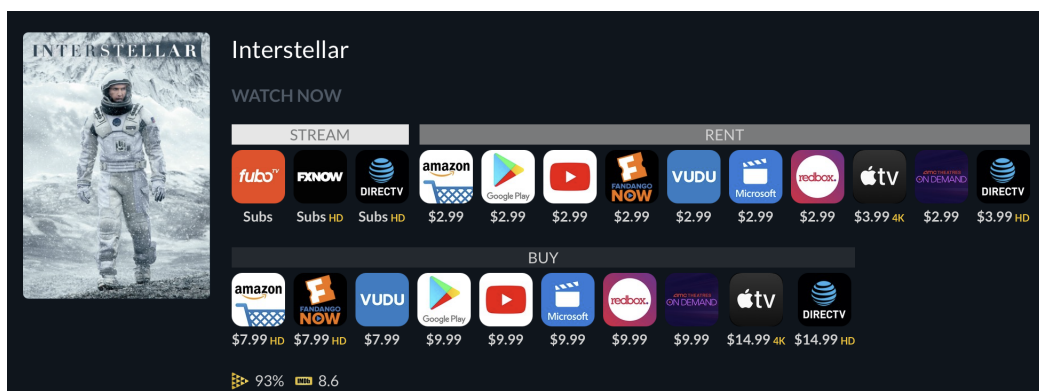 INTERSTELLAR
Interstellar
WATCH NOW
STREAM RENT
fubo TV FXNOW DIRECTV amazon Google Play FANDANGO NOW VUDU Microsoft redbox. tv amc THEATRES ON DEMAND DIRECTV
Subs Subs HD Subs HD $2.99 $2.99 $2.99 $2.99 $2.99 $2.99 $2.99 $3.99 4K $2.99 $3.99 HD
BUY
amazon FANDANGO NOW VUDU Google Play Microsoft redbox. amc THEATRES ON DEMAND tv DIRECTV
$7.99 HD $7.99 HD $7.99 $9.99 $9.99 $9.99 $9.99 $9.99 $14.99 4K $14.99 HD
93% IMDb 8.6